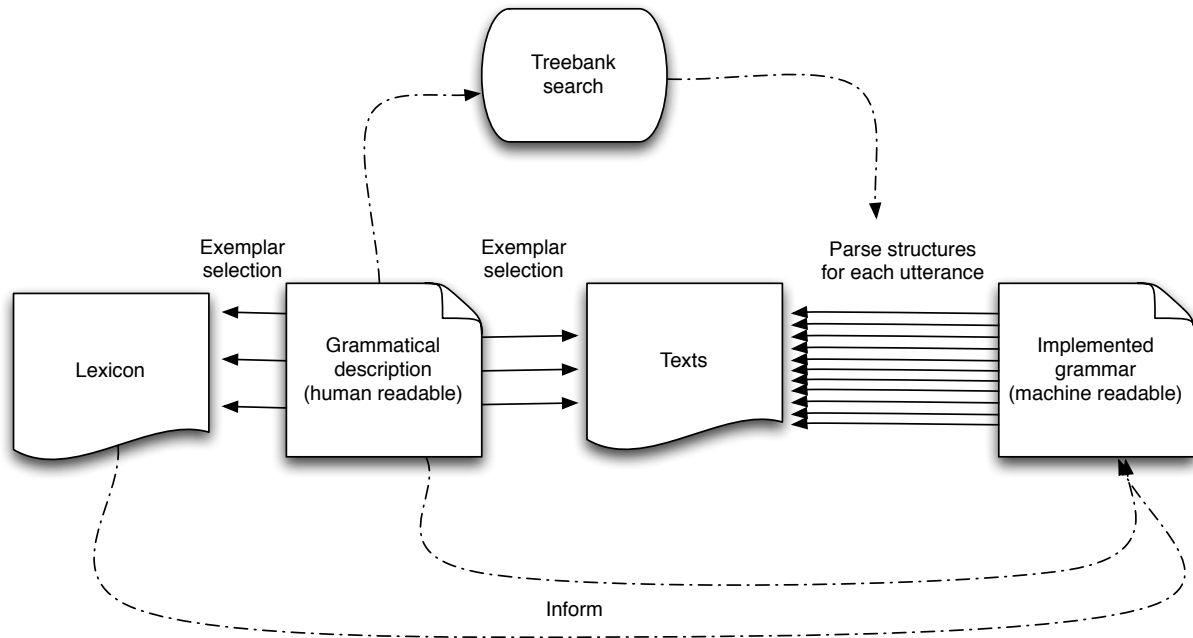 Treebank
search
Exemplar
selection
Exemplar
selection
Parse structures
for each utterance
Lexicon
Grammatical
description
(human readable)
Texts
Implemented
grammar
(machine readable)
Inform